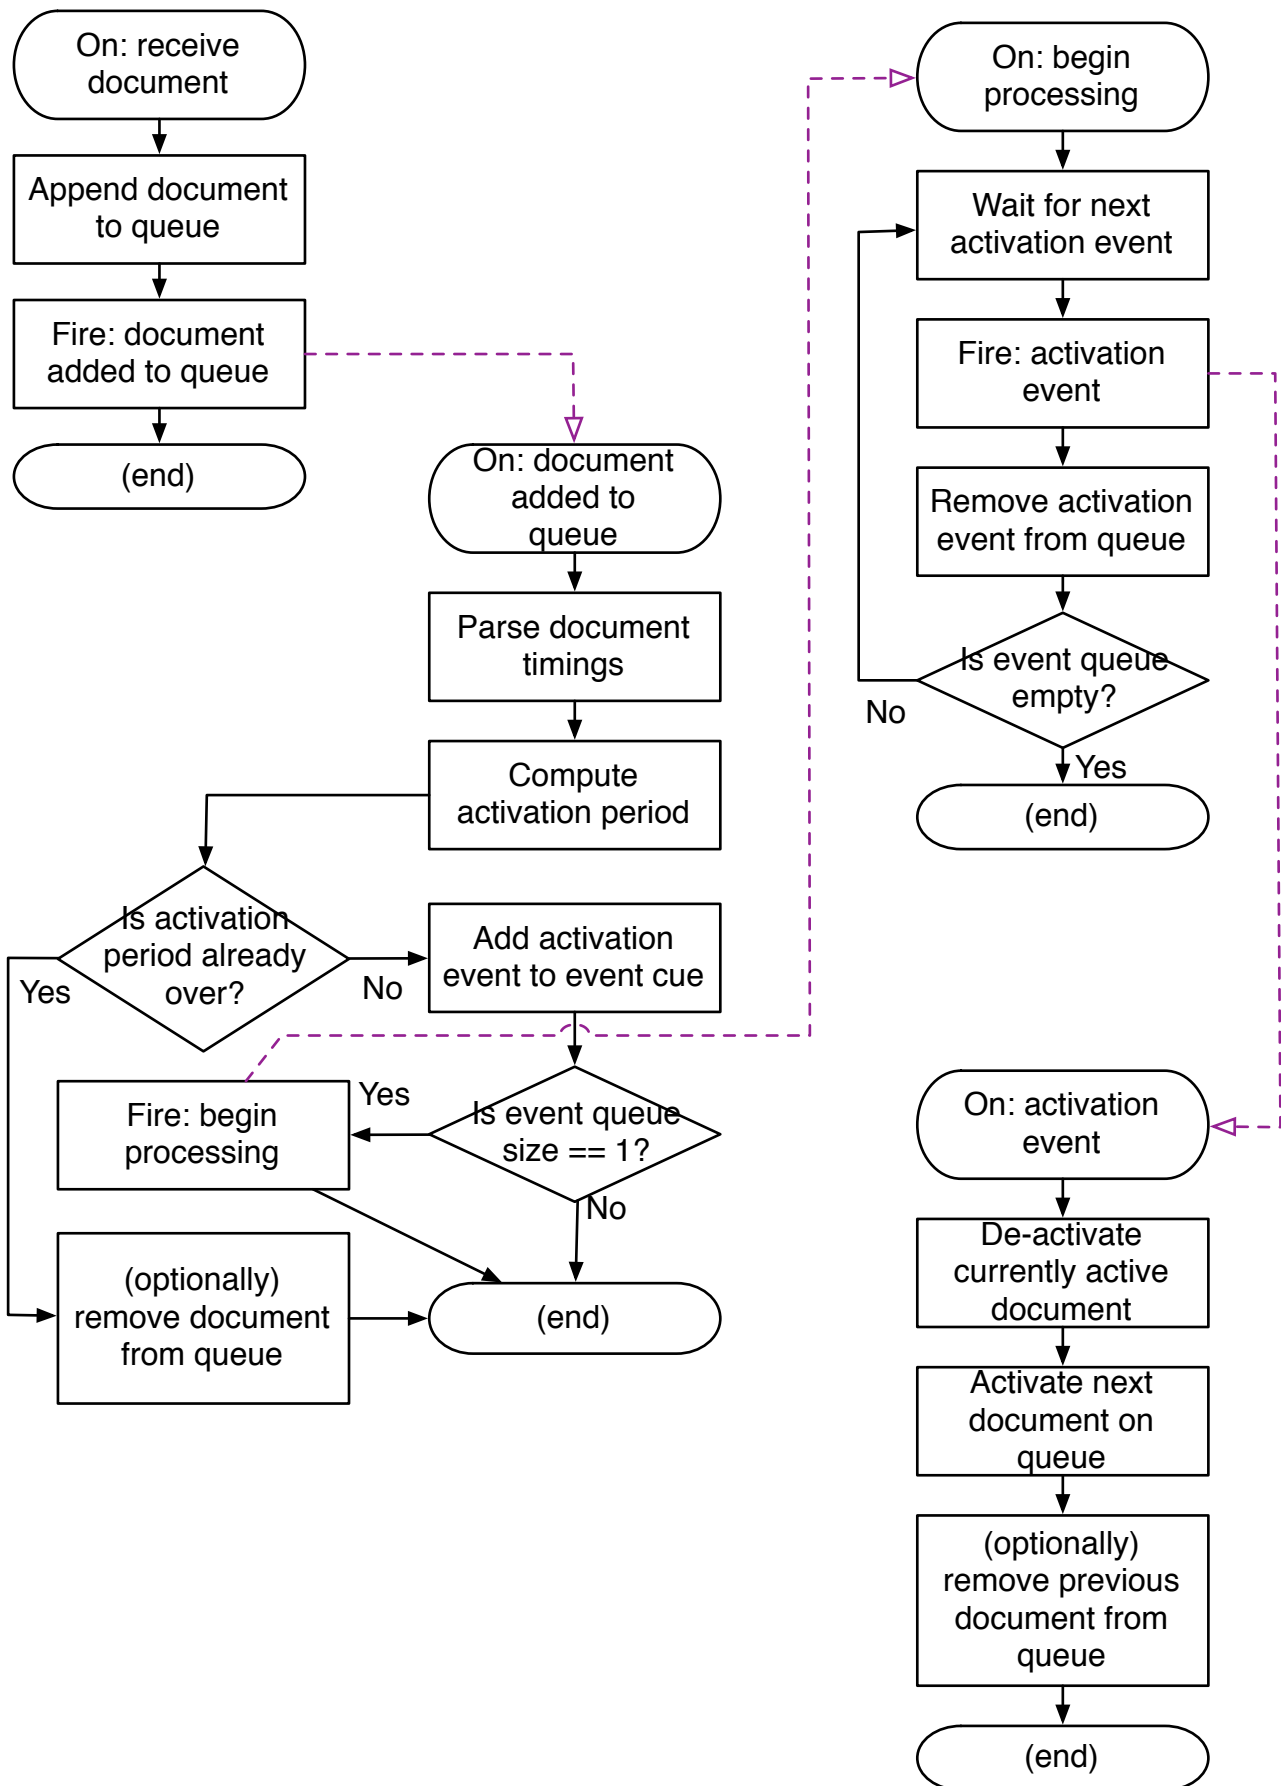 On: receive
document
Append document
to queue
Fire: document
added to queue
(end)
On: document
added to
queue
Parse document
timings
Compute
activation period
Is activation
period already
over?
Yes
No
Add activation
event to event cue
Is event queue
size == 1?
Yes
No
Fire: begin
processing
(optionally)
remove document
from queue
(end)
On: begin
processing
Wait for next
activation event
Fire: activation
event
Remove activation
event from queue
Is event queue
empty?
No
Yes
(end)
On: activation
event
De-activate
currently active
document
Activate next
document on
queue
(optionally)
remove previous
document from
queue
(end)